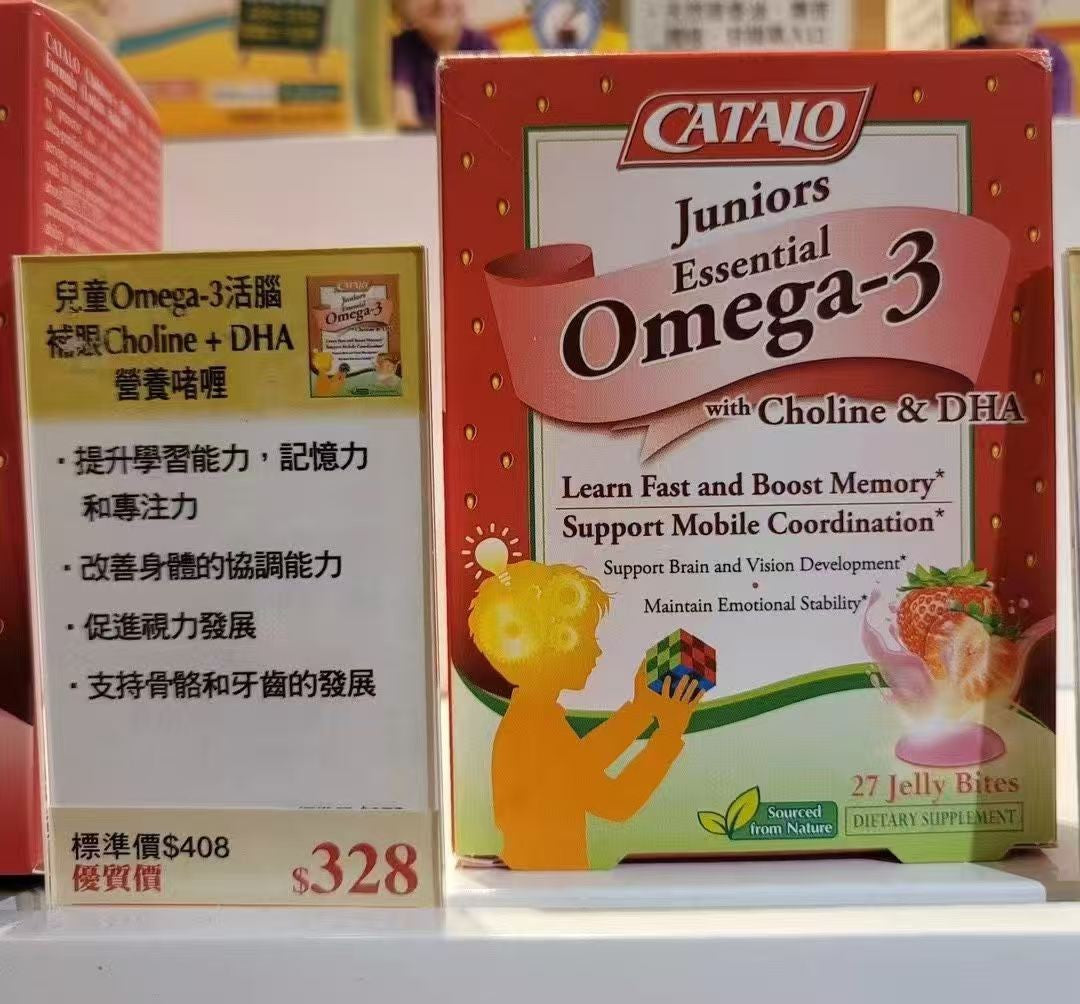 兒童Omega-3活腦
補眼Choline + DHA
營養啫喱
·提升學習能力，記憶力
和專注力
·改善身體的協調能力
·促進視力發展
·支持骨骼和牙齒的發展
標準價$408
優質價 $328
CATALO
Juniors
Essential
Omega-3
with Choline & DHA
Learn Fast and Boost Memory*
Support Mobile Coordination*
Support Brain and Vision Development*
Maintain Emotional Stability*
27 Jelly Bites
Sourced
from Nature
DIETARY SUPPLEMENT